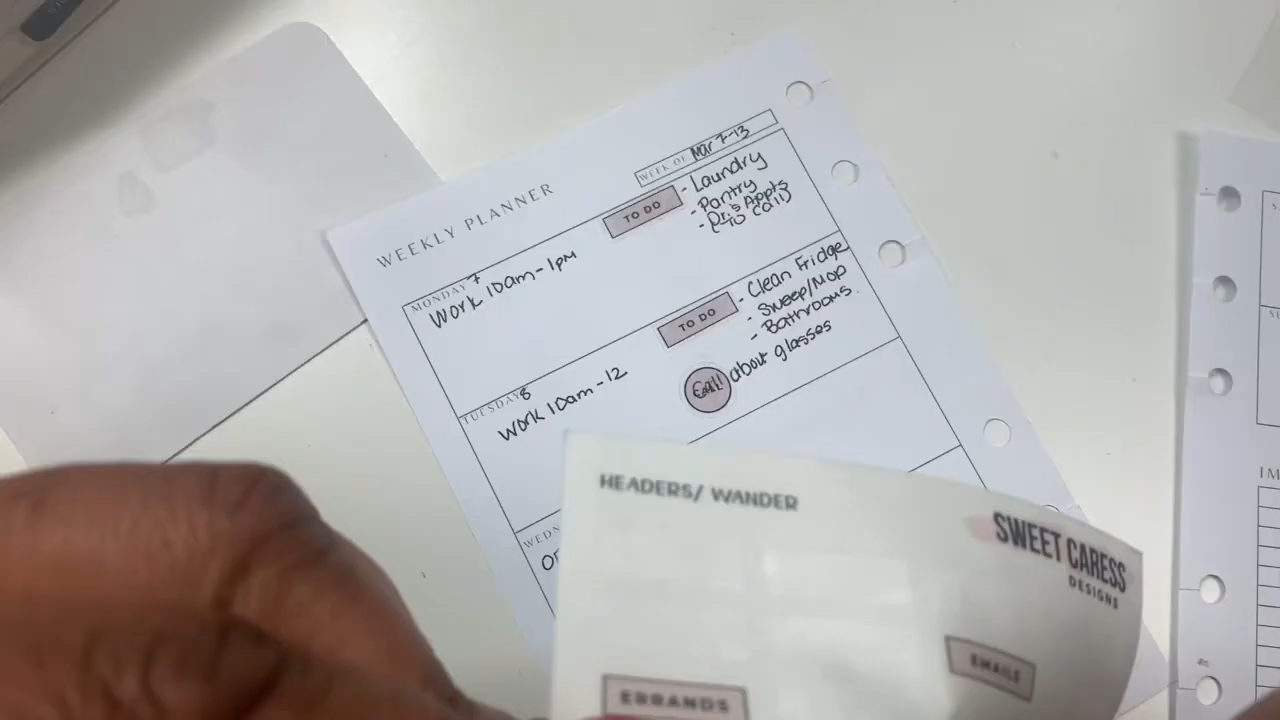 WEEKLY PLANNER
WEEK OF Mar 7-13
MONDAY 7
Work 10am-1pm
TO DO
- Laundry
- Pantry
- Dr's Appts
(to call)
TUESDAY 8
Work 10am-12
TO DO
- Clean Fridge
- Sweep/Mop
- Bathrooms
Call about glasses
WEDN
HEADERS/ WANDER
SWEET CARESS
DESIGNS
EMAILS
ERRANDS
IM